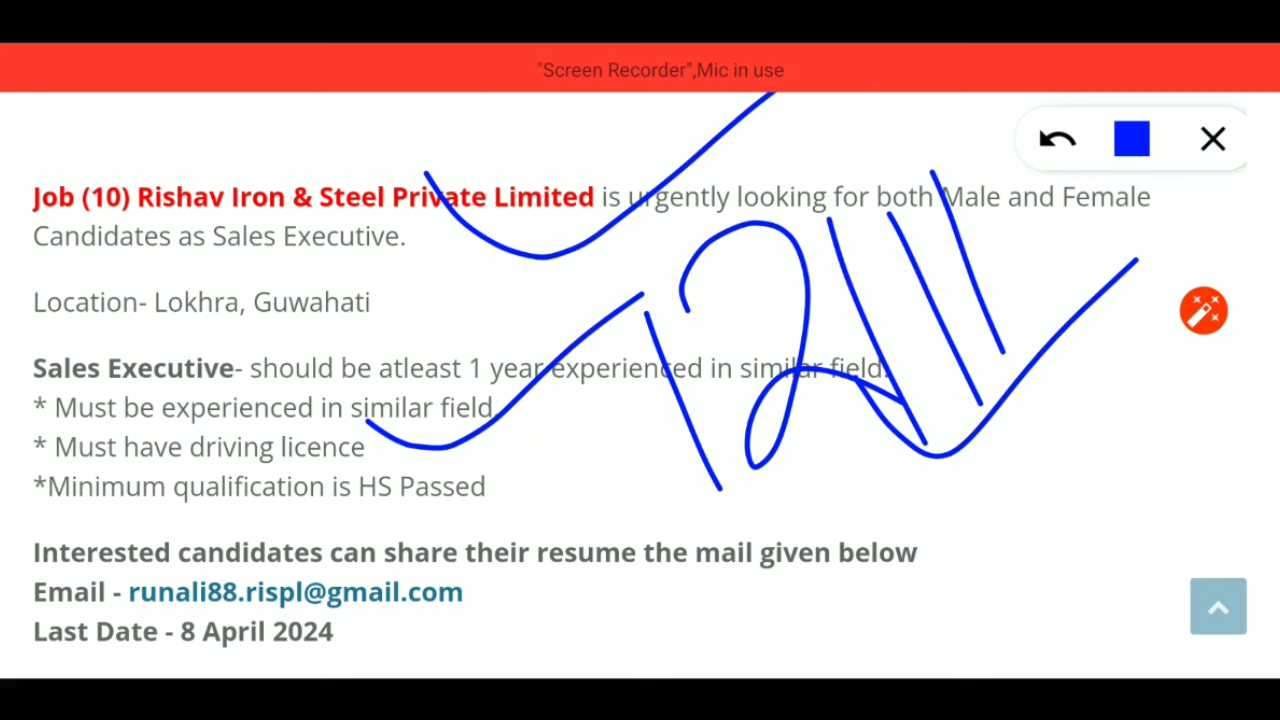 "Screen Recorder",Mic in use
Job (10) Rishav Iron & Steel Private Limited is urgently looking for both Male and Female
Candidates as Sales Executive.
Location- Lokhra, Guwahati
Sales Executive- should be atleast 1 year experienced in similar field.
* Must be experienced in similar field.
* Must have driving licence
*Minimum qualification is HS Passed
Interested candidates can share their resume the mail given below
Email - runali88.rispl@gmail.com
Last Date - 8 April 2024